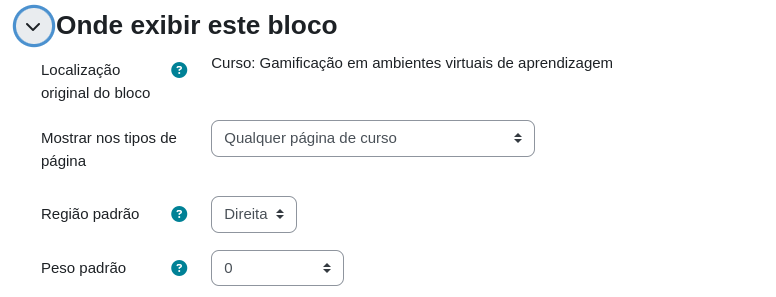 Onde exibir este bloco
Localização original do bloco
?
Curso: Gamificação em ambientes virtuais de aprendizagem
Mostrar nos tipos de página
Qualquer página de curso
Região padrão
?
Direita
Peso padrão
?
0